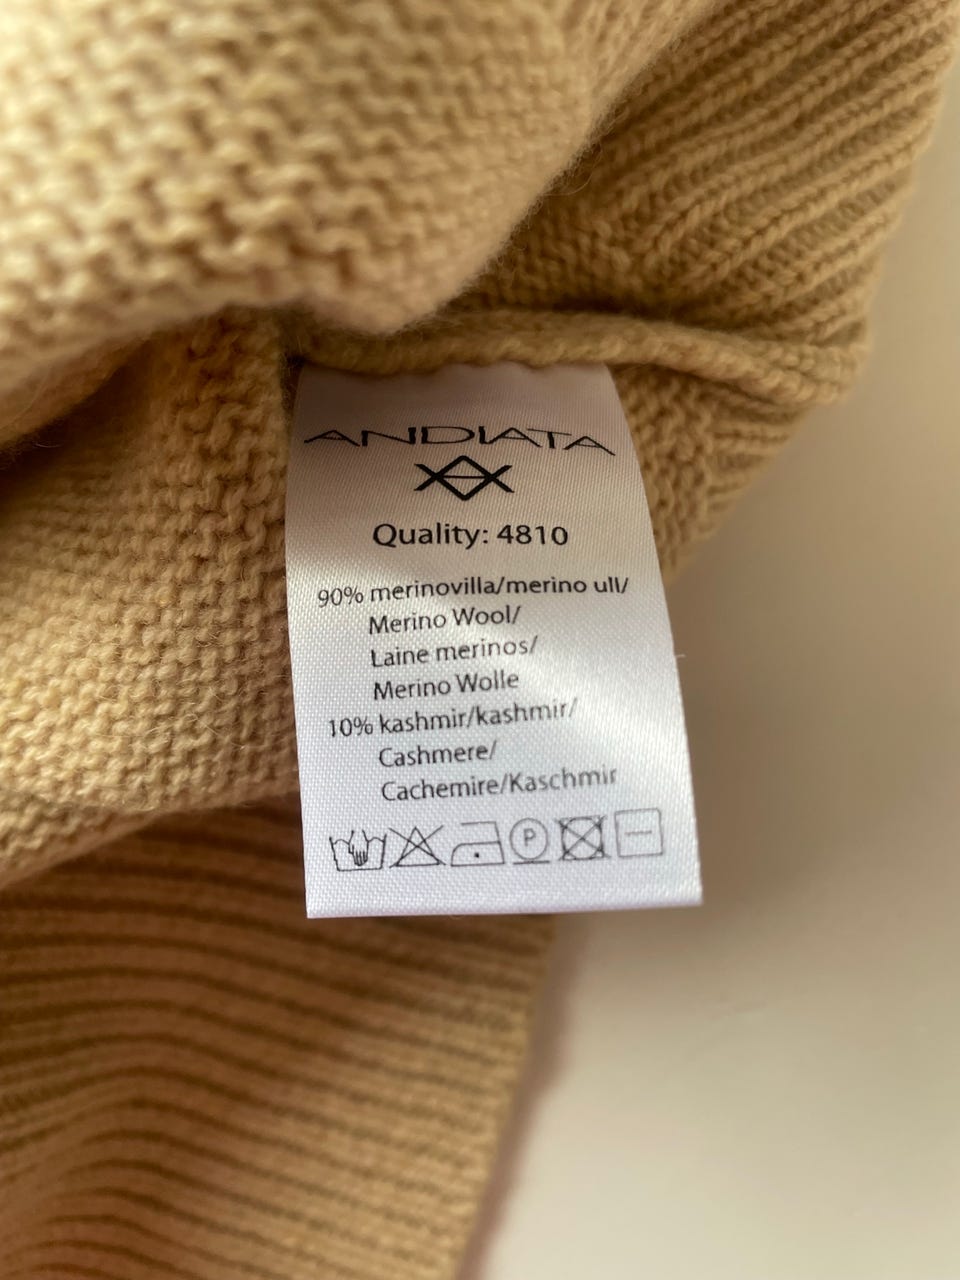 ANDIATA
Quality: 4810
90% merinovilla/merino ull/
Merino Wool/
Laine merinos/
Merino Wolle
10% kashmir/kashmir/
Cashmere/
Cachemire/Kaschmir
P